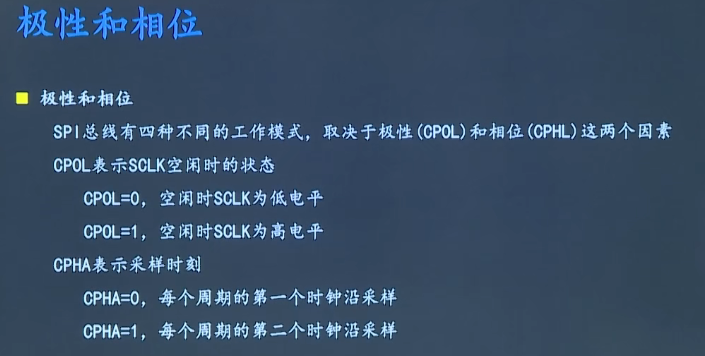 极性和相位
极性和相位
SPI总线有四种不同的工作模式，取决于极性(CPOL)和相位(CPHL)这两个因素
CPOL表示SCLK空闲时的状态
CPOL=0，空闲时SCLK为低电平
CPOL=1，空闲时SCLK为高电平
CPHA表示采样时刻
CPHA=0，每个周期的第一个时钟沿采样
CPHA=1，每个周期的第二个时钟沿采样